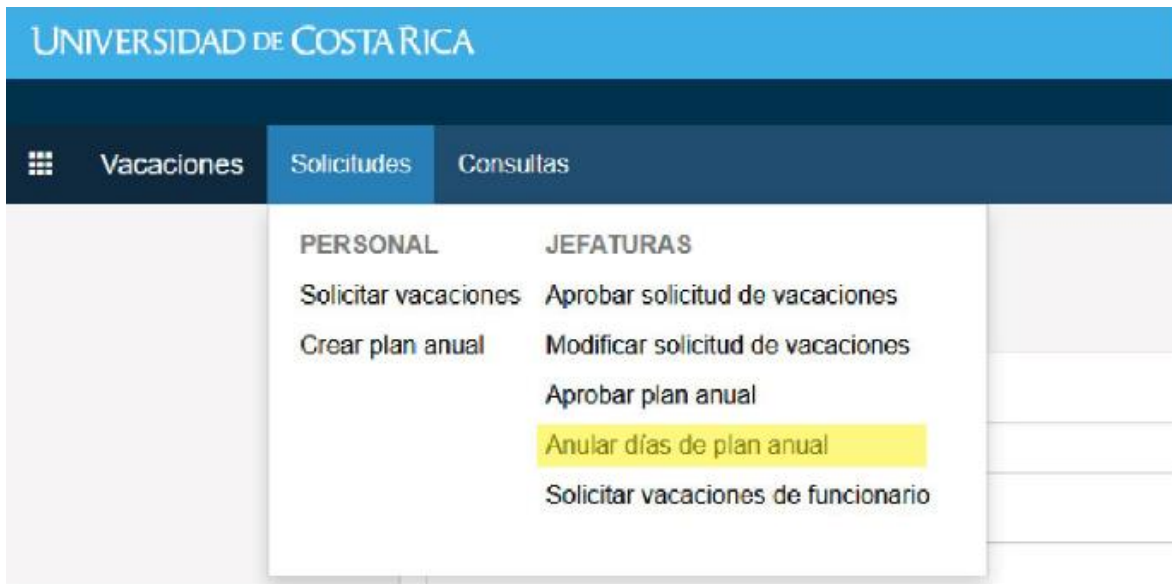 UNIVERSIDAD DE COSTA RICA
Vacaciones Solicitudes Consultas
PERSONAL
Solicitar vacaciones
Crear plan anual
JEFATURAS
Aprobar solicitud de vacaciones
Modificar solicitud de vacaciones
Aprobar plan anual
Anular días de plan anual
Solicitar vacaciones de funcionario